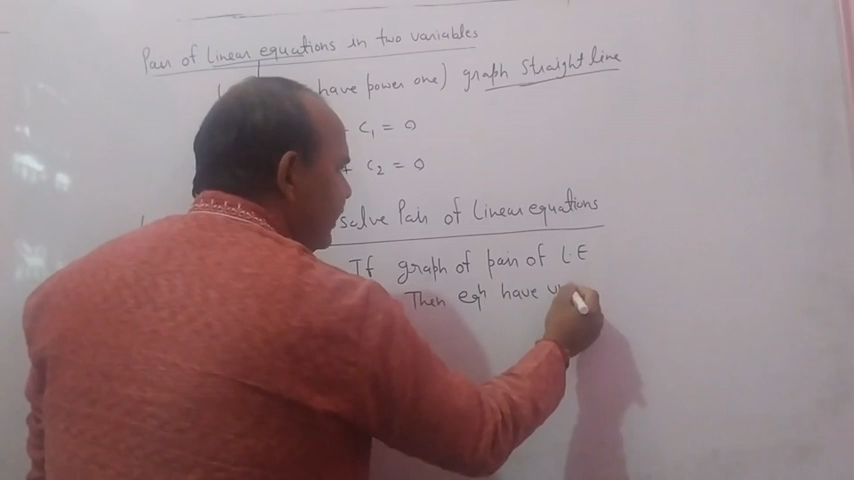 Pair of linear equations in two variables
have power one) graph straight line
C₁ = 0
+ C₂ = 0
solve Pair of linear equations
If graph of pair of L.E
Then eqn have